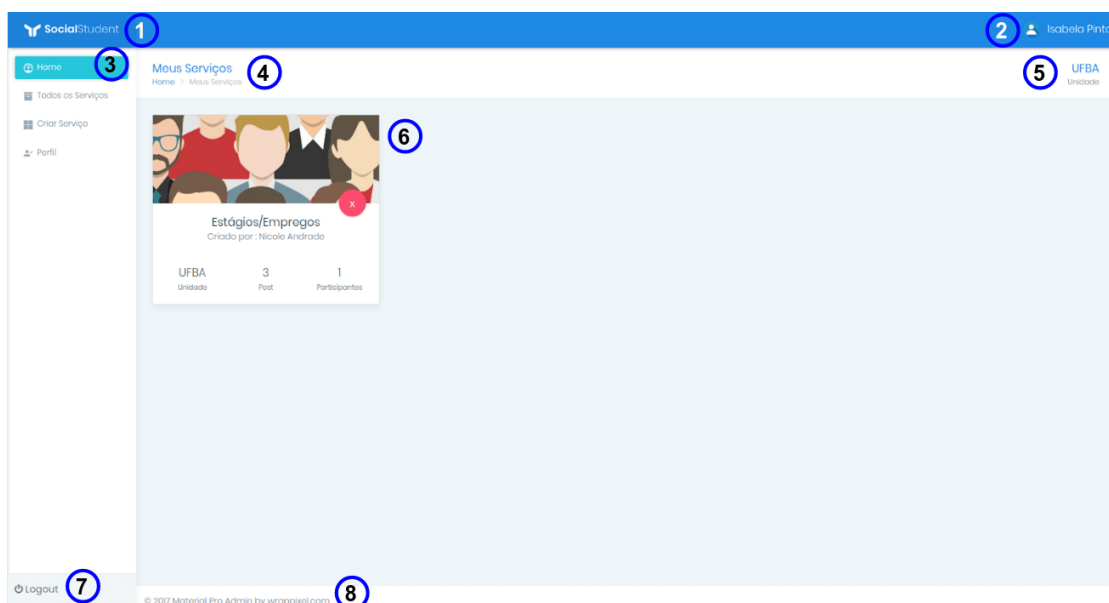 SocialStudent 1
2 Isabela Pinto
Home 3
Todos os Serviços
Criar Serviço
Perfil
Meus Serviços 4
Home > Meus Serviços
5 UFBA
Unidade
6
X
Estágios/Empregos
Criado por : Nicole Andrade
UFBA 3 1
Unidade Post Participantes
Logout 7
© 2017 Material Pro Admin by wrappixel.com 8